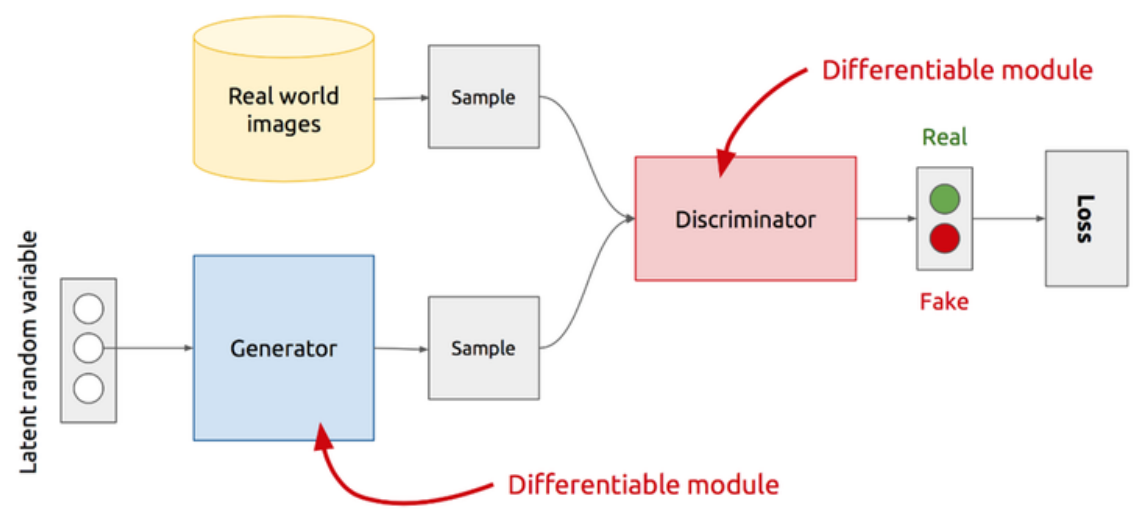 Real world
images
Sample
Differentiable module
Real
Discriminator
Loss
Fake
Latent random variable
Generator
Sample
Differentiable module